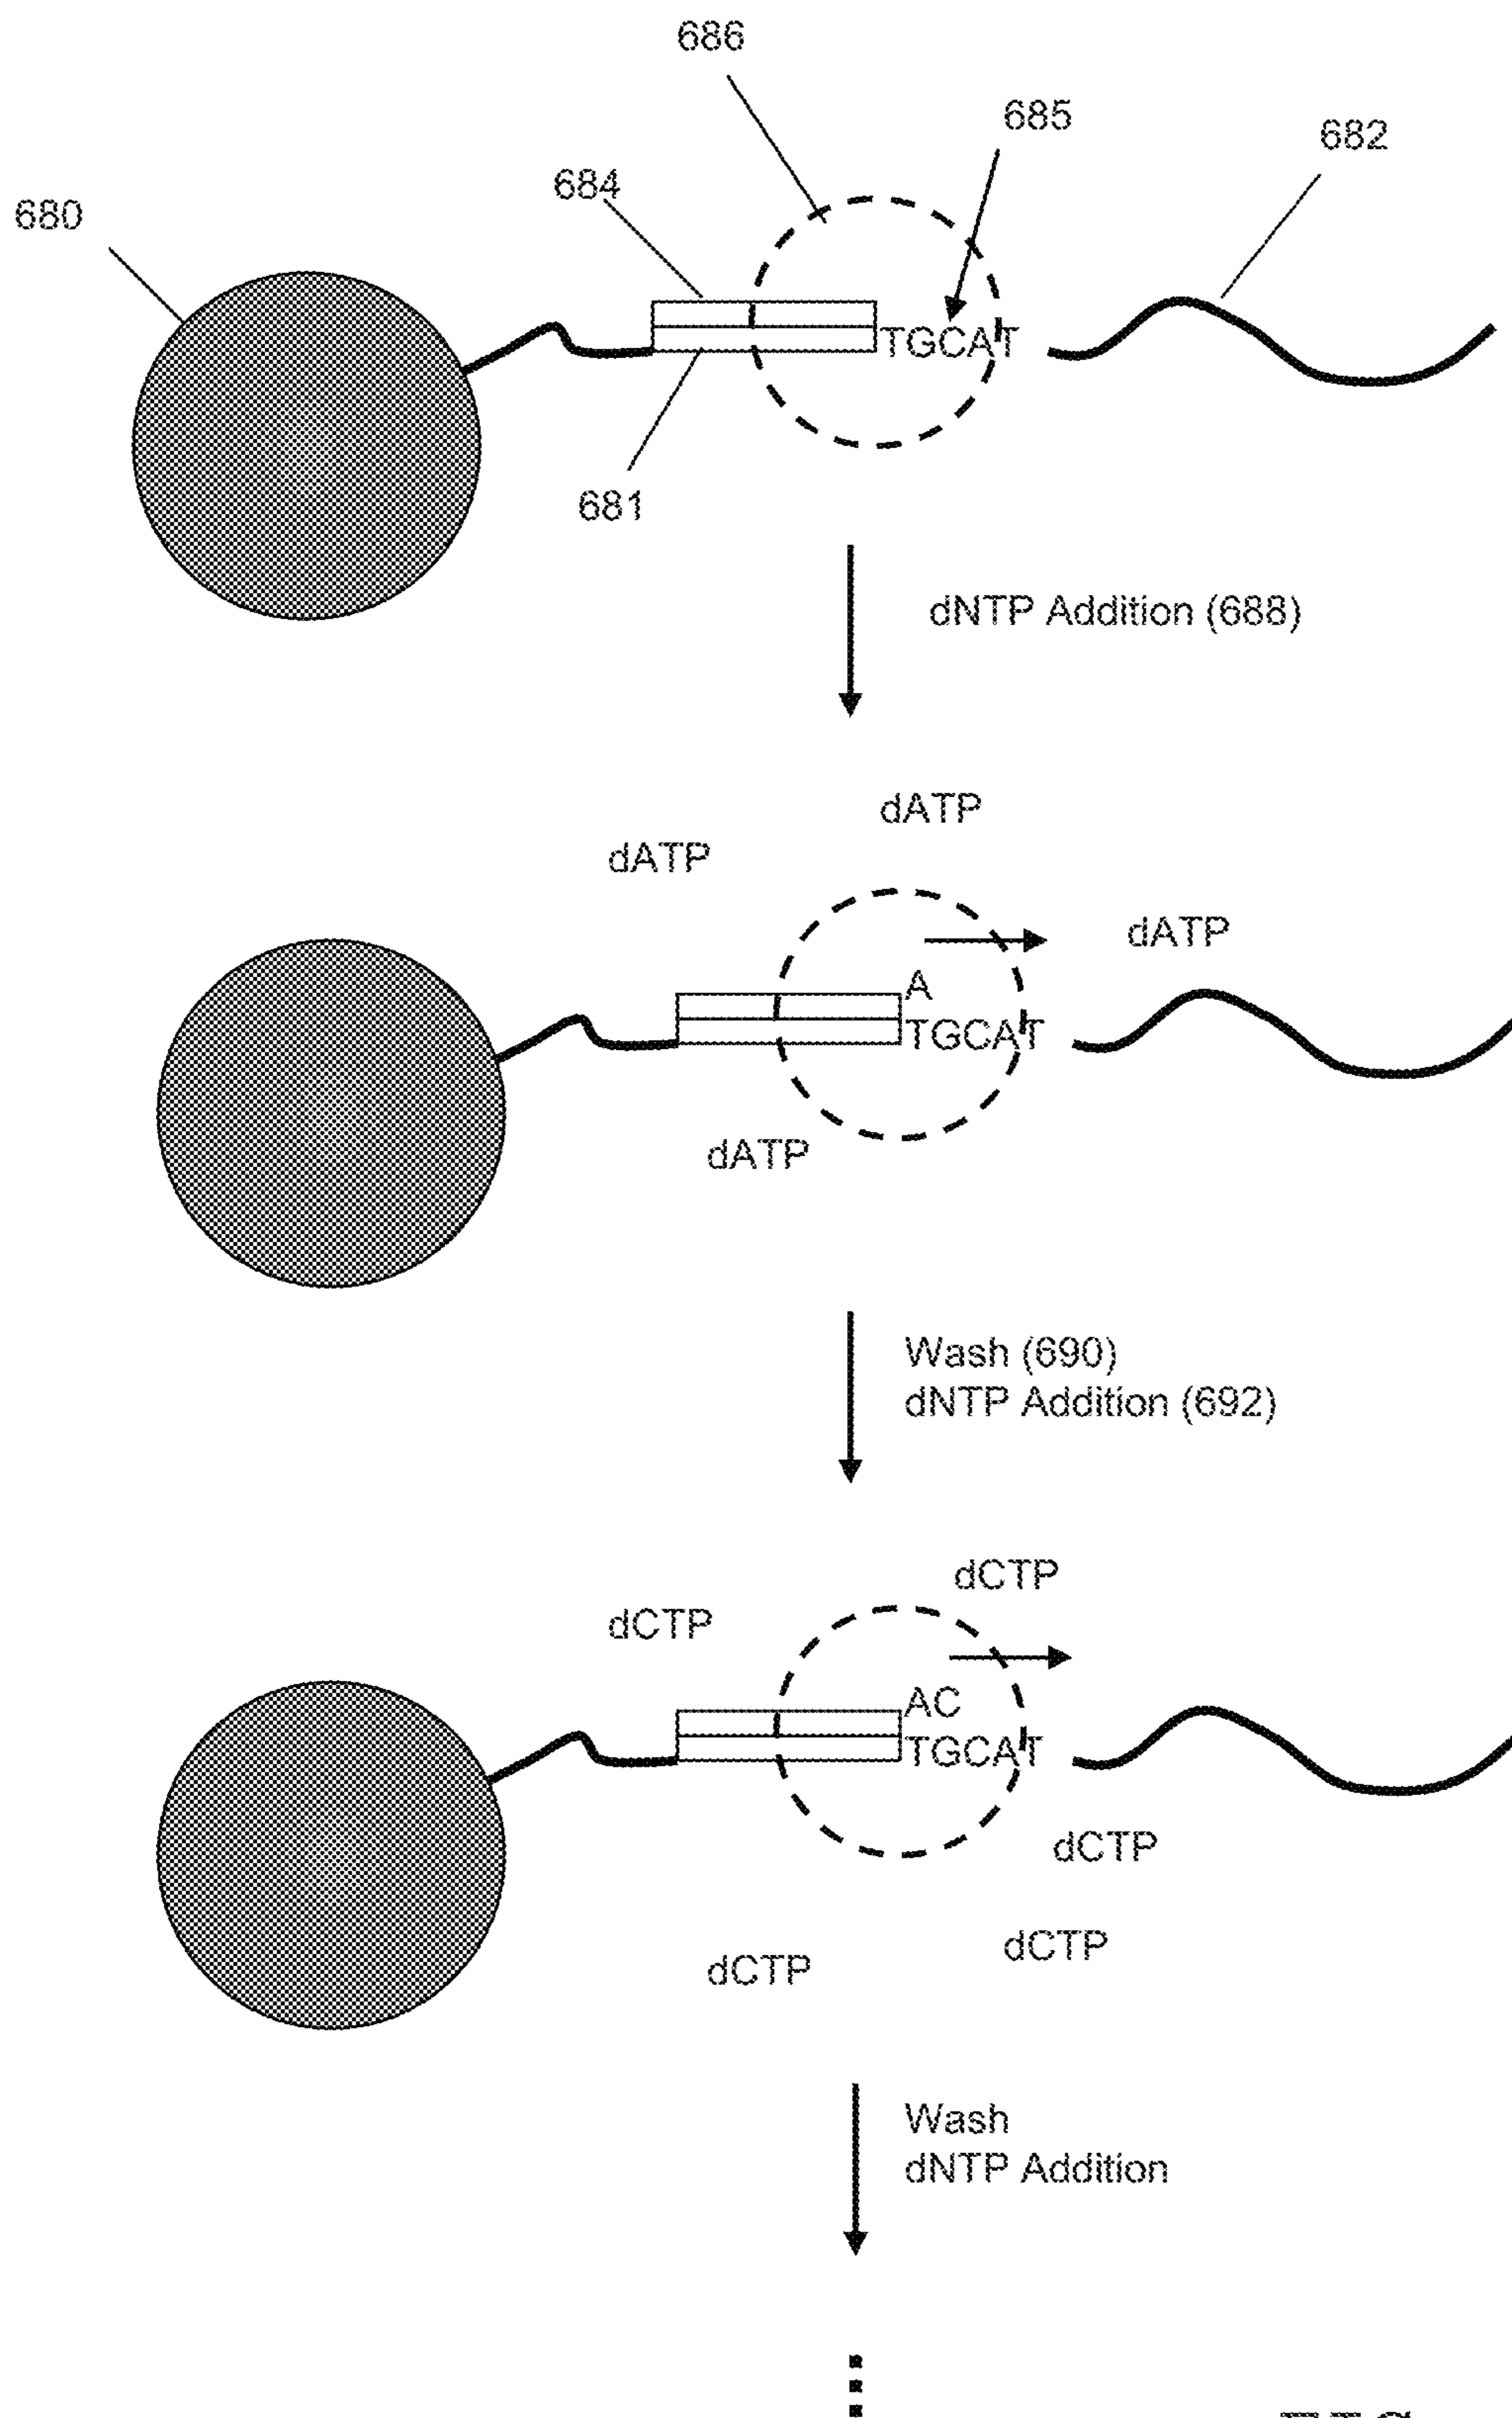 686
685
682
684
680
TGCAT
681
dNTP Addition (688)
dATP
dATP
dATP
A
TGCAT
dATP
Wash (690)
dNTP Addition (692)
dCTP
dCTP
AC
TGCAT
dCTP
dCTP
dCTP
Wash
dNTP Addition